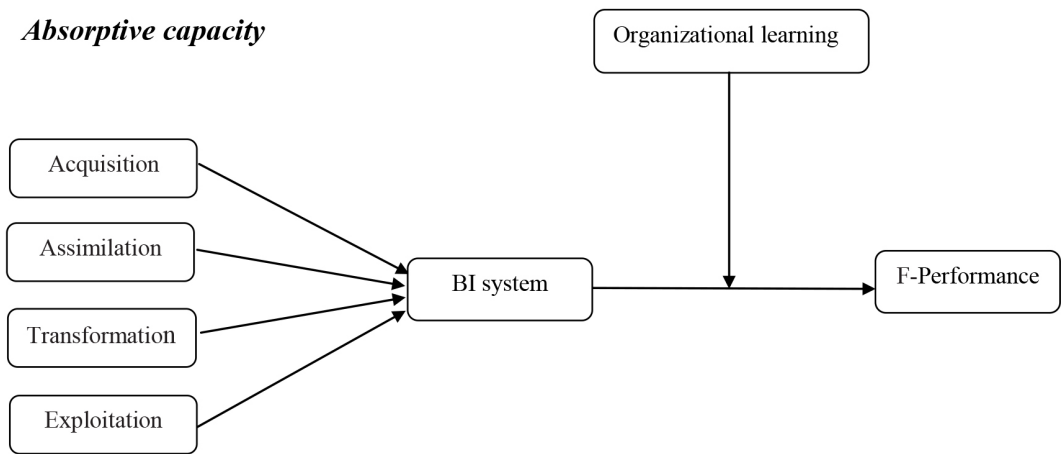 Absorptive capacity
Organizational learning
Acquisition
Assimilation
Transformation
Exploitation
BI system
F-Performance